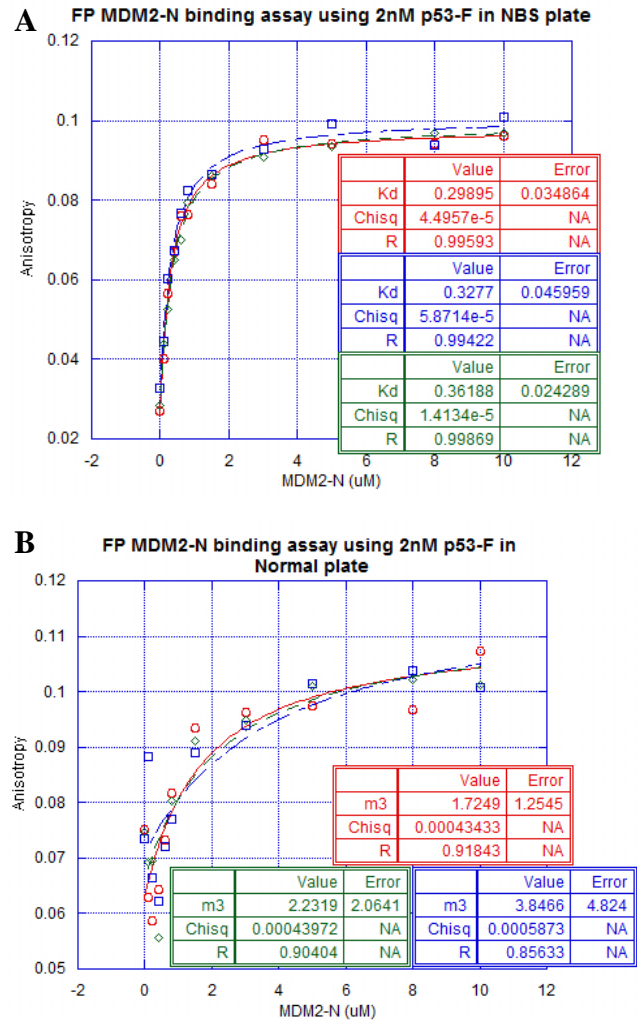 A
FP MDM2-N binding assay using 2nM p53-F in NBS plate
0.12
0.1
0.08
0.06
0.04
0.02
Anisotropy
Value Error
Kd 0.29895 0.034864
Chisq 4.4957e-5 NA
R 0.99593 NA
Value Error
Kd 0.3277 0.045959
Chisq 5.8714e-5 NA
R 0.99422 NA
Value Error
Kd 0.36188 0.024289
Chisq 1.4134e-5 NA
R 0.99869 NA
-2 0 2 4 6 8 10 12
MDM2-N (uM)
B
FP MDM2-N binding assay using 2nM p53-F in
Normal plate
0.12
0.11
0.1
0.09
0.08
0.07
0.06
0.05
Anisotropy
Value Error
m3 1.7249 1.2545
Chisq 0.00043433 NA
R 0.91843 NA
Value Error
m3 2.2319 2.0641
Chisq 0.00043972 NA
R 0.90404 NA
Value Error
m3 3.8466 4.824
Chisq 0.0005873 NA
R 0.85633 NA
-2 0 2 4 6 8 10 12
MDM2-N (uM)